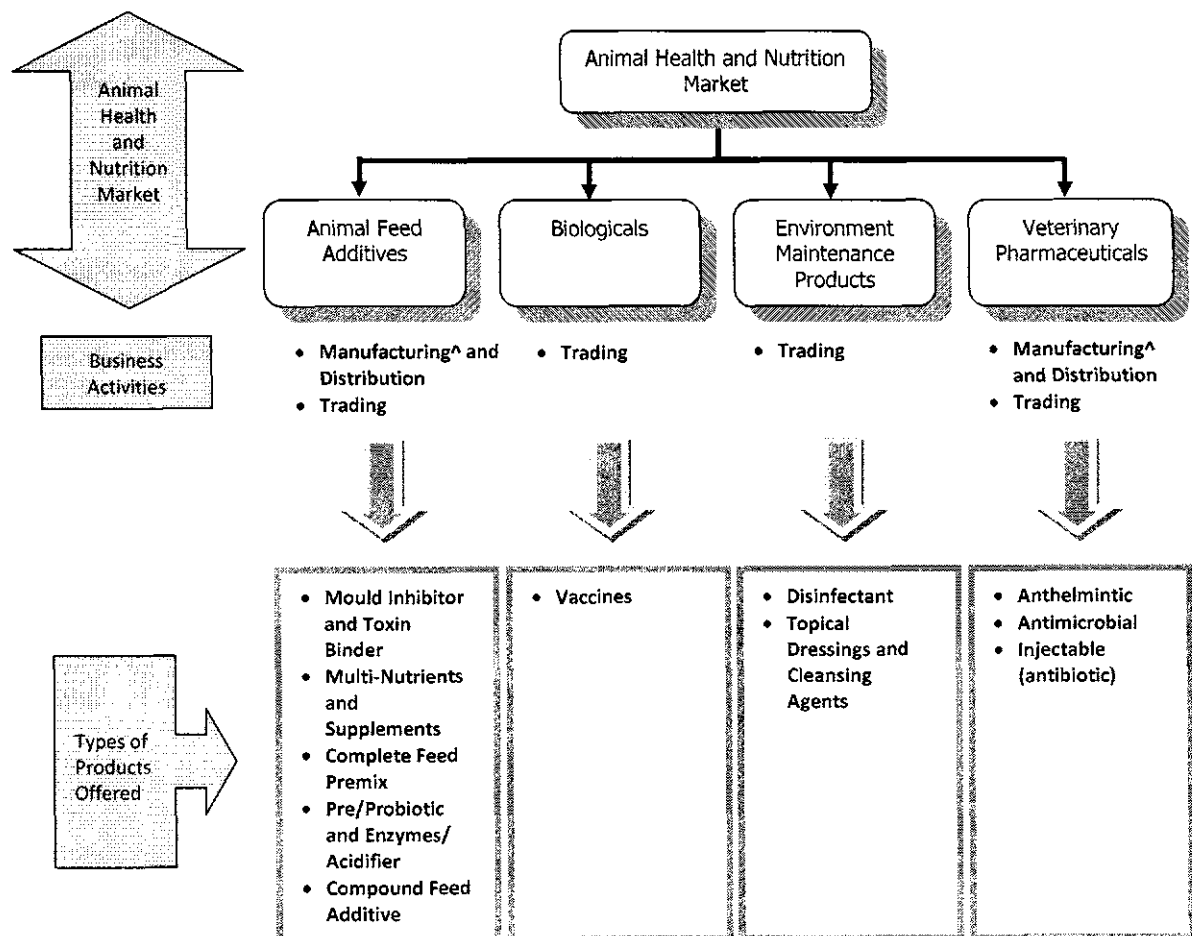 Animal
Health
and
Nutrition
Market
Animal Health and Nutrition
Market
Animal Feed
Additives
Biologicals
Environment
Maintenance
Products
Veterinary
Pharmaceuticals
Business
Activities
• Manufacturing^ and
Distribution
• Trading
• Trading
• Trading
• Manufacturing^
and Distribution
• Trading
Types of
Products
Offered
• Mould Inhibitor
and Toxin
Binder
• Multi-Nutrients
and
Supplements
• Complete Feed
Premix
• Pre/Probiotic
and Enzymes/
Acidifier
• Compound Feed
Additive
• Vaccines
• Disinfectant
• Topical
Dressings and
Cleansing
Agents
• Anthelmintic
• Antimicrobial
• Injectable
(antibiotic)